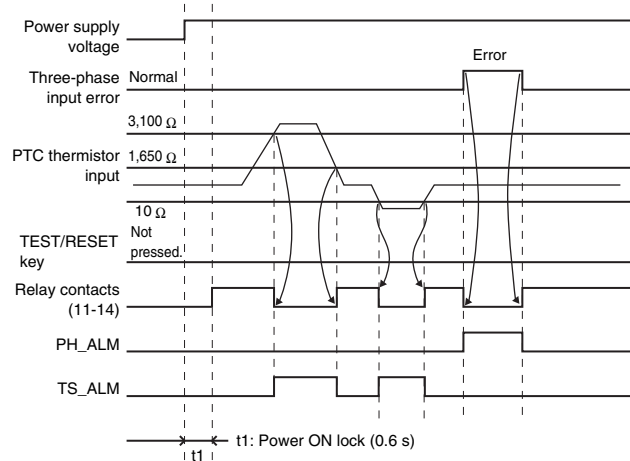 Power supply
voltage
Error
Three-phase
input error
Normal
3,100 Ω
PTC thermistor
input
1,650 Ω
10 Ω
TEST/RESET
key
Not
pressed.
Relay contacts
(11-14)
PH_ALM
TS_ALM
t1: Power ON lock (0.6 s)
t1